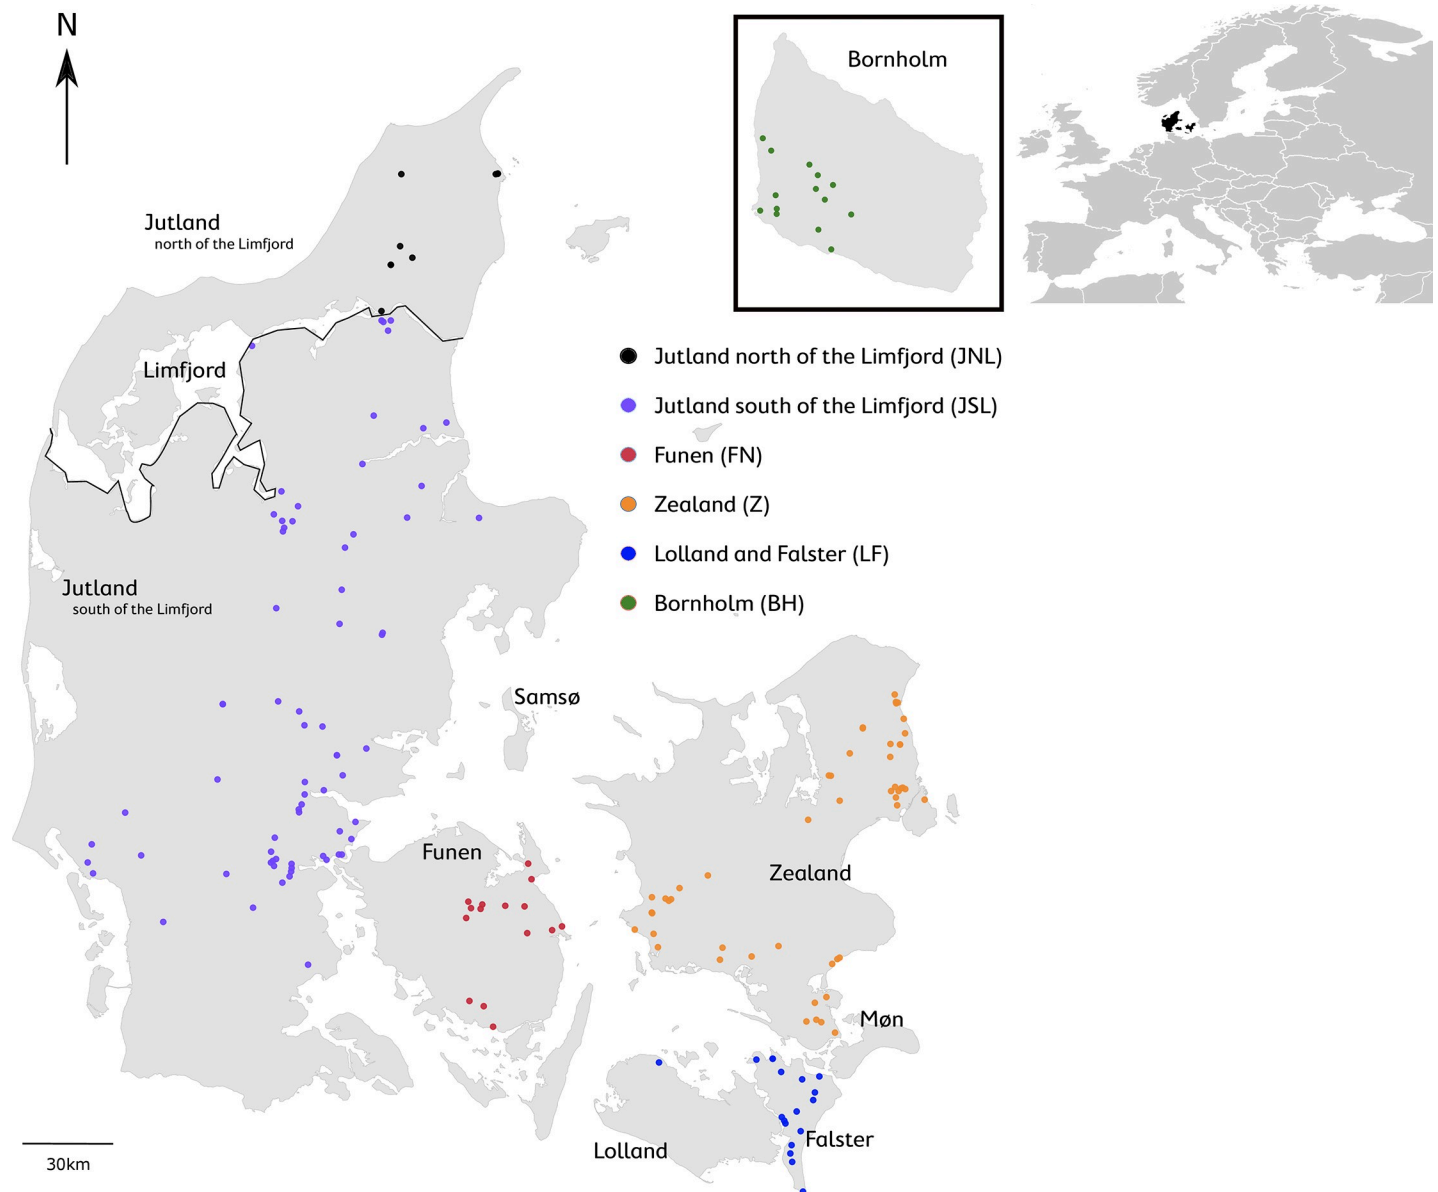 N
Bornholm
Jutland
north of the Limfjord
Limfjord
Jutland north of the Limfjord (JNL)
Jutland south of the Limfjord (JSL)
Funen (FN)
Zealand (Z)
Lolland and Falster (LF)
Bornholm (BH)
Jutland
south of the Limfjord
Samsø
Funen
Zealand
Møn
Falster
Lolland
30km